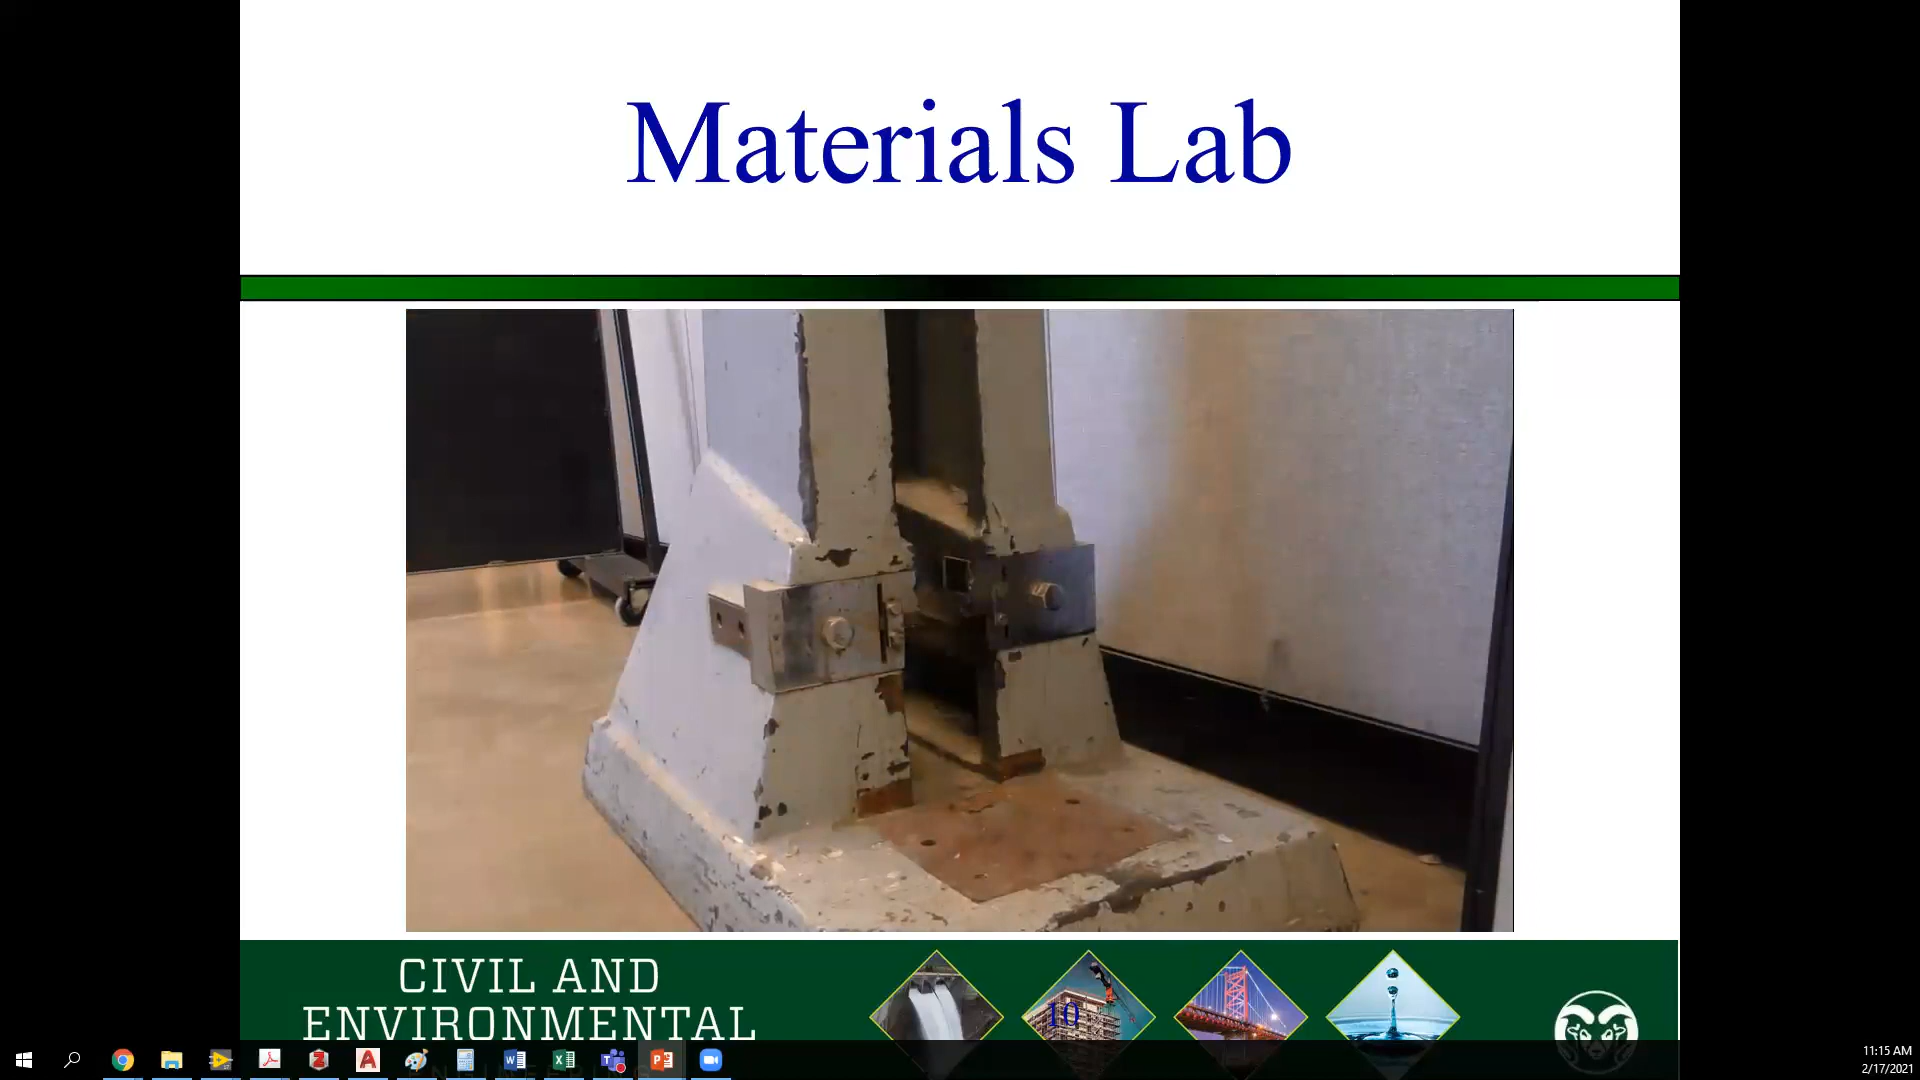 Materials Lab
CIVIL AND
ENVIRONMENTAL
10
11:15 AM
2/17/2021